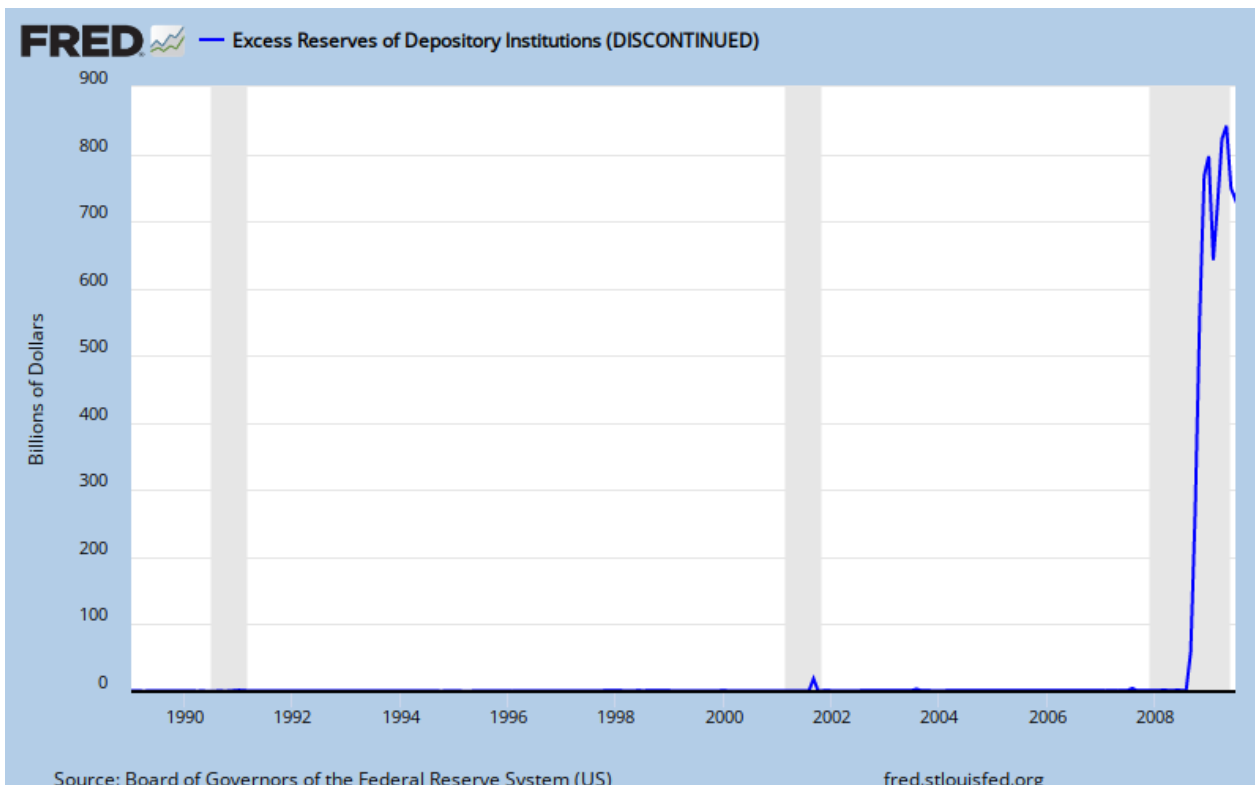 FRED Excess Reserves of Depository Institutions (DISCONTINUED)
900
800
700
600
500
400
300
200
100
0
Billions of Dollars
1990 1992 1994 1996 1998 2000 2002 2004 2006 2008
Source: Board of Governors of the Federal Reserve System (US) fred.stlouisfed.org